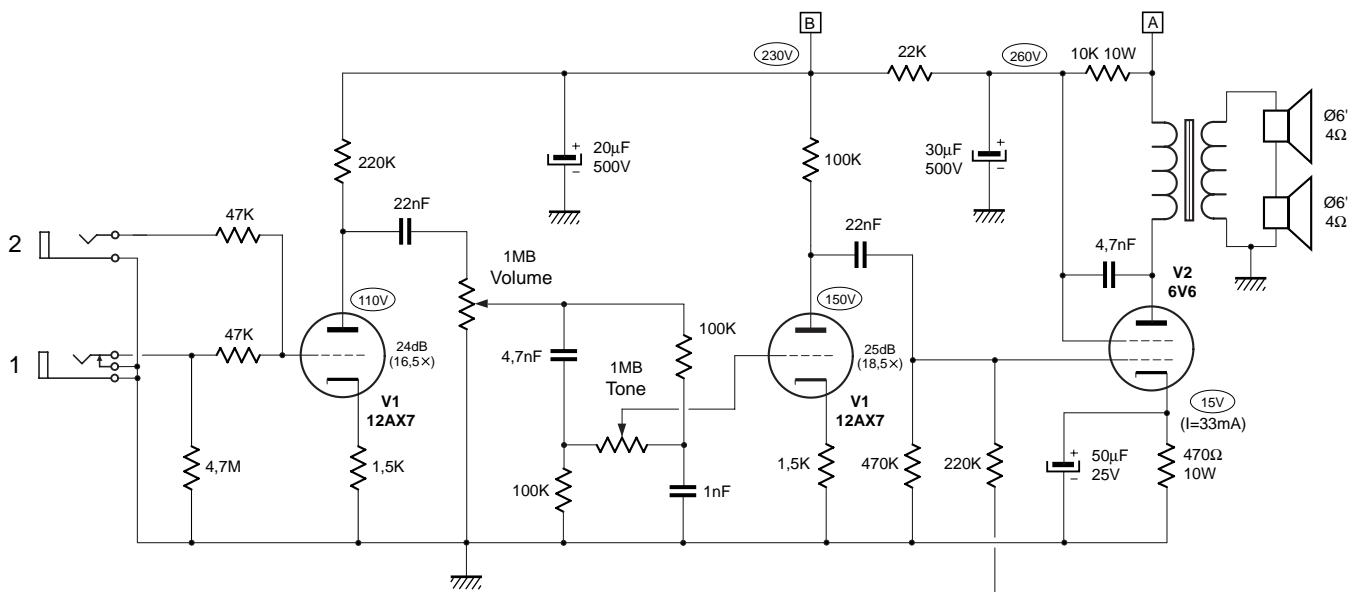 B
A
230V
22K
260V
10K 10W
Ø6'
4Ω
220K
20µF
500V
100K
30µF
500V
Ø6'
4Ω
22nF
47K
2
22nF
4,7nF
1MB
Volume
V2
6V6
110V
150V
47K
24dB
(16,5×)
100K
25dB
(18,5×)
1
4,7nF
1MB
Tone
V1
12AX7
V1
12AX7
15V
(I=33mA)
4,7M
1,5K
100K
1nF
1,5K
470K
220K
50µF
25V
470Ω
10W
+
−
+
−
+
−